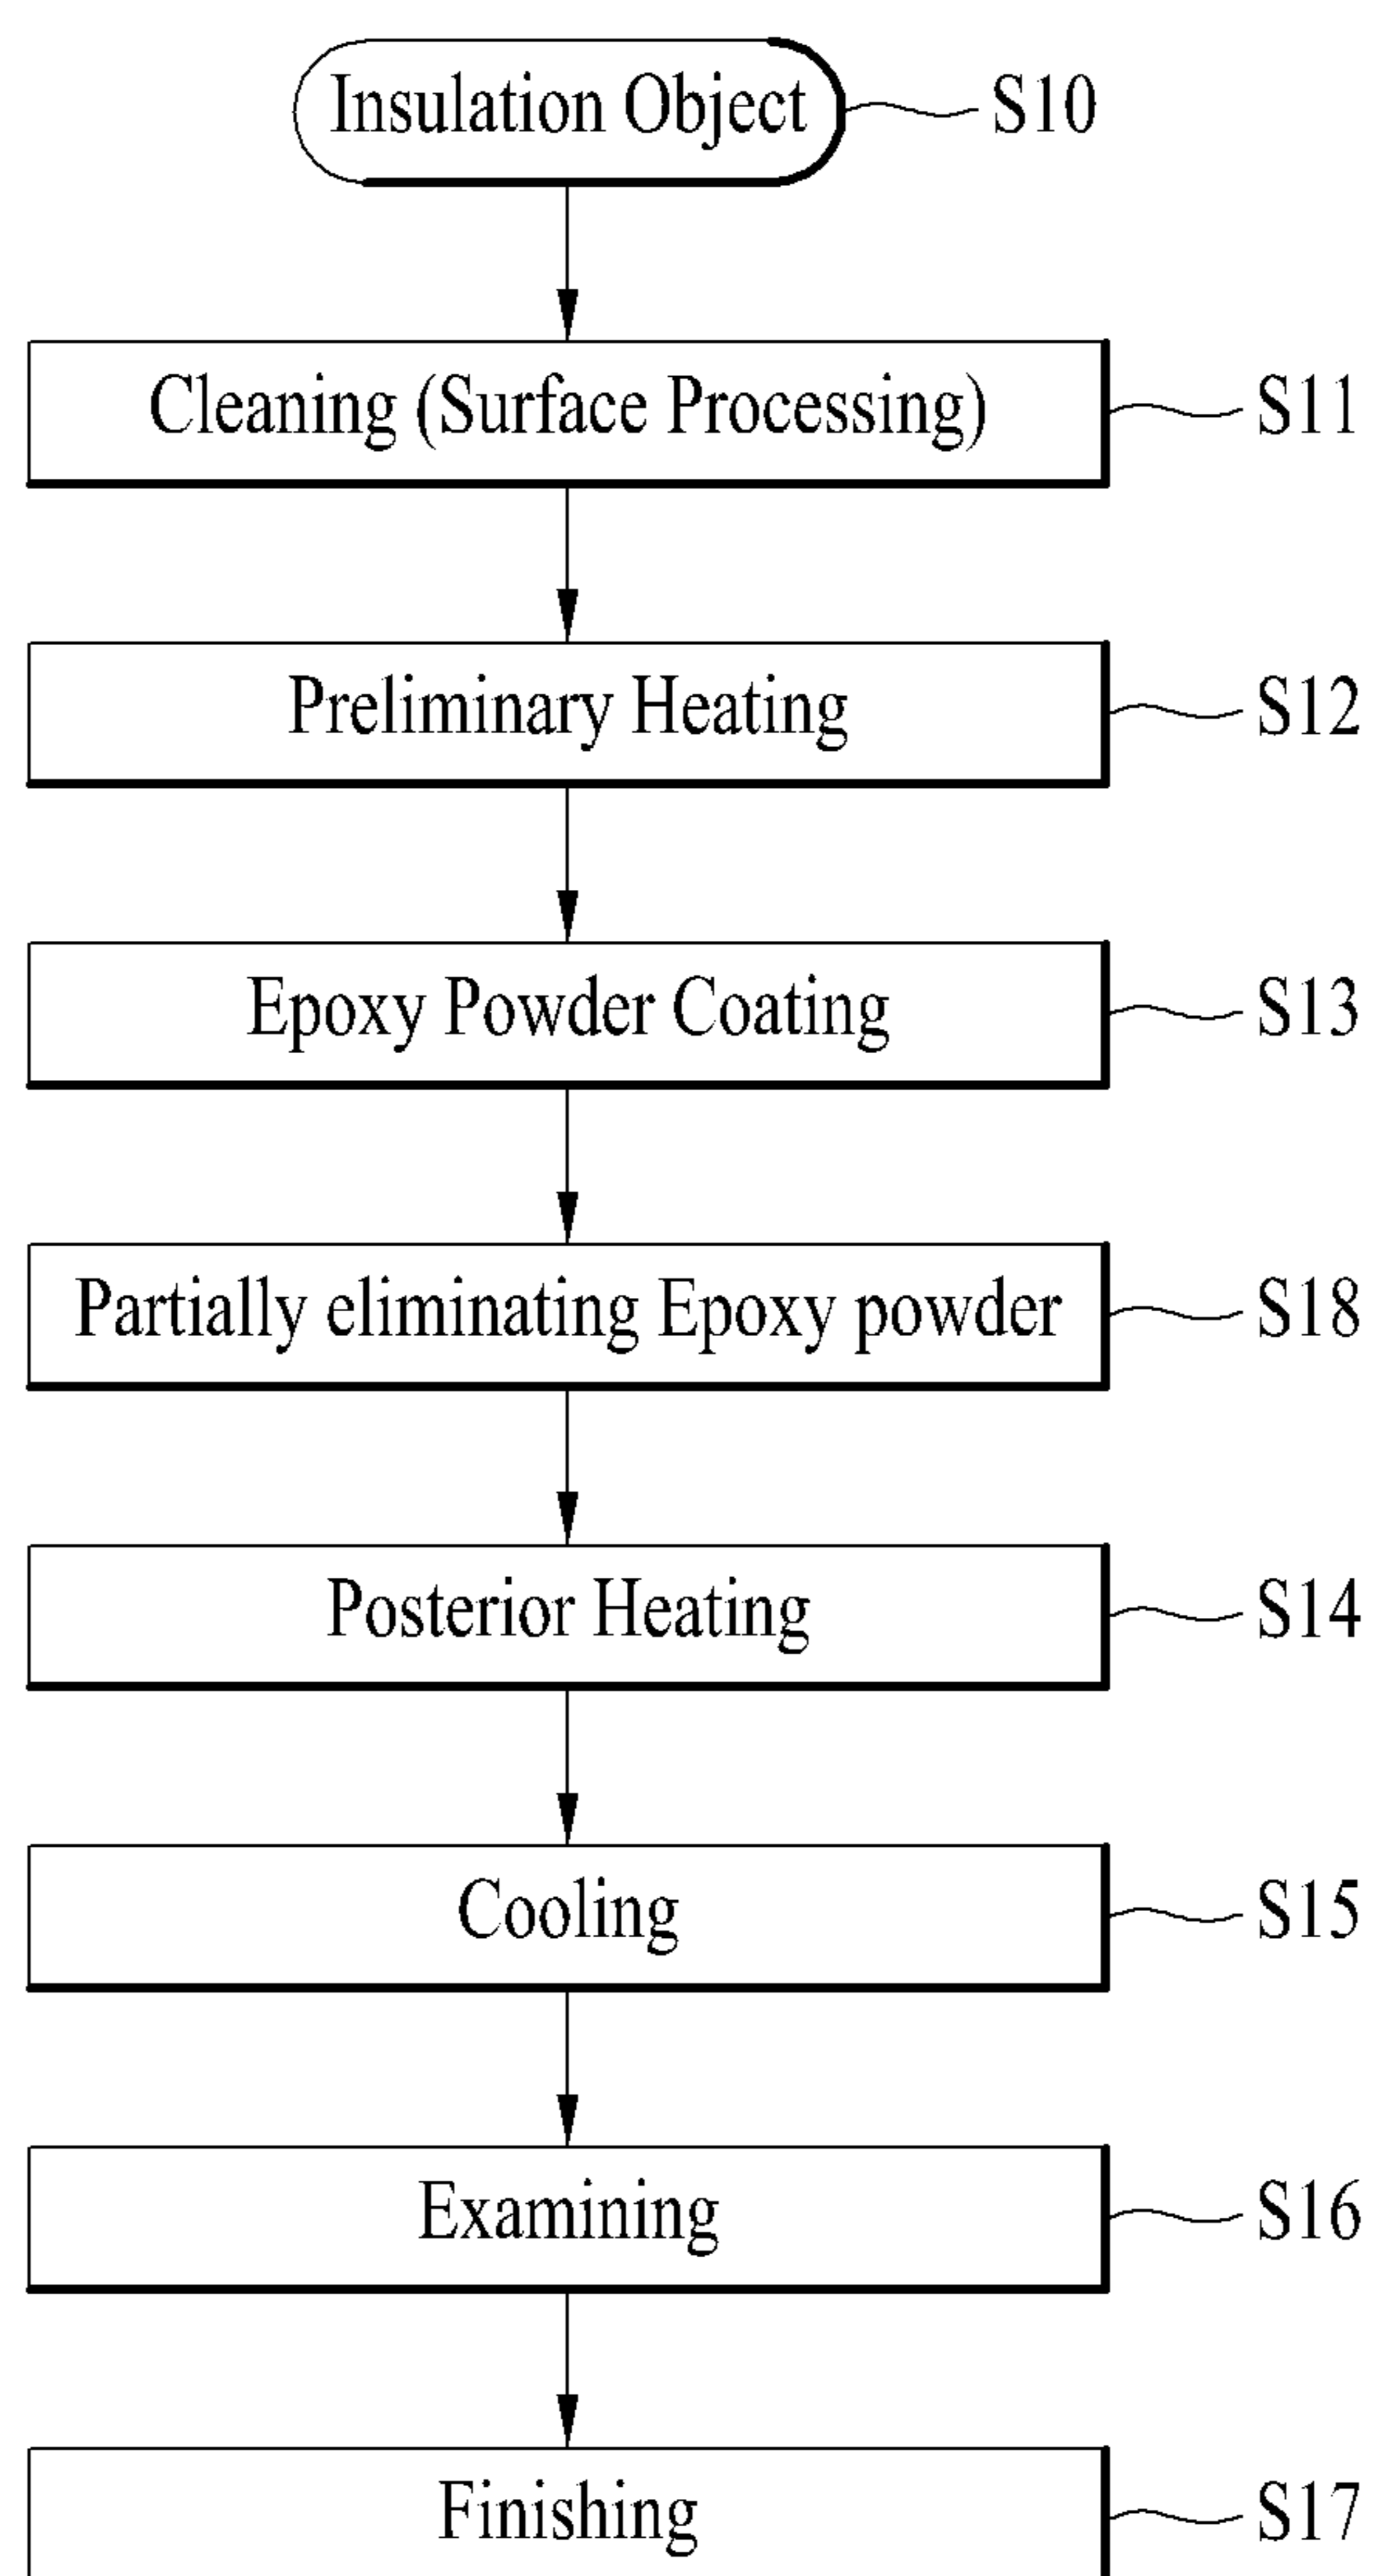 Insulation Object S10
Cleaning (Surface Processing) S11
Preliminary Heating S12
Epoxy Powder Coating S13
Partially eliminating Epoxy powder S18
Posterior Heating S14
Cooling S15
Examining S16
Finishing S17